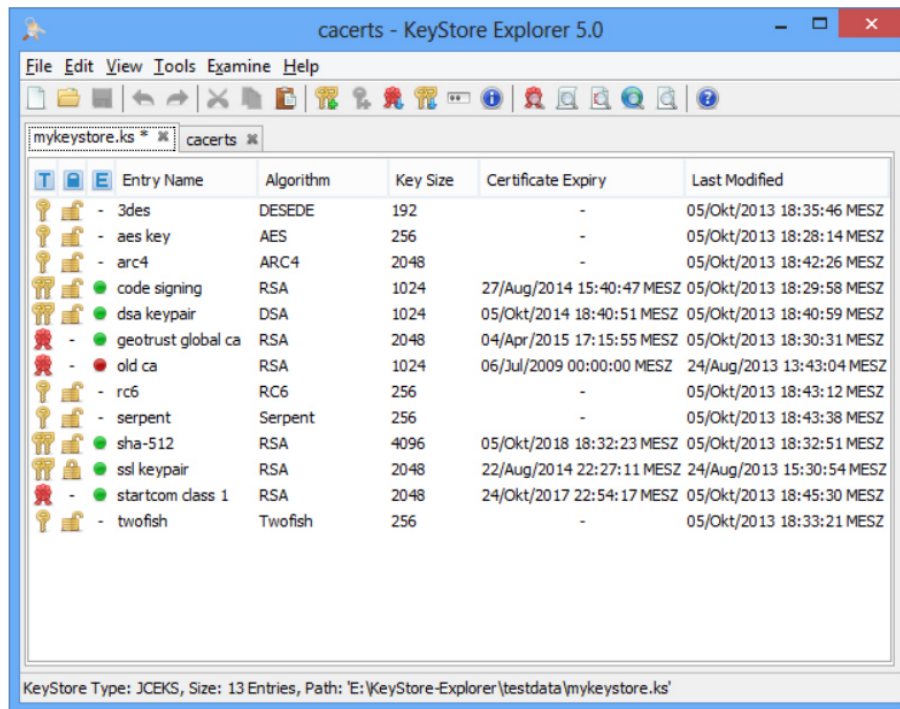 cacerts - KeyStore Explorer 5.0
File Edit View Tools Examine Help
mykeystore.ks * cacerts
T E Entry Name Algorithm Key Size Certificate Expiry Last Modified
- 3des DESEDE 192 - 05/Okt/2013 18:35:46 MESZ
- aes key AES 256 - 05/Okt/2013 18:28:14 MESZ
- arc4 ARC4 2048 - 05/Okt/2013 18:42:26 MESZ
code signing RSA 1024 27/Aug/2014 15:40:47 MESZ 05/Okt/2013 18:29:58 MESZ
dsa keypair DSA 1024 05/Okt/2014 18:40:51 MESZ 05/Okt/2013 18:40:59 MESZ
- geotrust global ca RSA 2048 04/Apr/2015 17:15:55 MESZ 05/Okt/2013 18:30:31 MESZ
- old ca RSA 1024 06/Jul/2009 00:00:00 MESZ 24/Aug/2013 13:43:04 MESZ
- rc6 RC6 256 - 05/Okt/2013 18:43:12 MESZ
- serpent Serpent 256 - 05/Okt/2013 18:43:38 MESZ
sha-512 RSA 4096 05/Okt/2018 18:32:23 MESZ 05/Okt/2013 18:32:51 MESZ
ssl keypair RSA 2048 22/Aug/2014 22:27:11 MESZ 24/Aug/2013 15:30:54 MESZ
- startcom class 1 RSA 2048 24/Okt/2017 22:54:17 MESZ 05/Okt/2013 18:45:30 MESZ
- twofish Twofish 256 - 05/Okt/2013 18:33:21 MESZ
KeyStore Type: JCEKS, Size: 13 Entries, Path: 'E:\KeyStore-Explorer\testdata\mykeystore.ks'